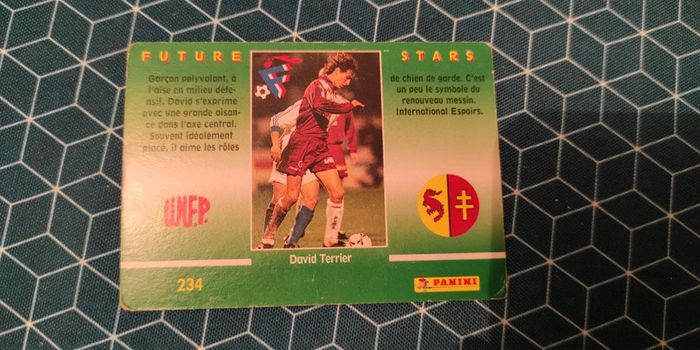 FUTURE STARS
Garçon polyvalent, à
l'aise en milieu défen-
sif. David s'exprime
avec une grande aisan-
ce dans l'axe central.
Souvent idéalement
placé, il aime les rôles
de chien de garde. C'est
un peu le symbole du
renouveau messin.
International Espoirs.
U.N.F.P.
David Terrier
234
PANINI